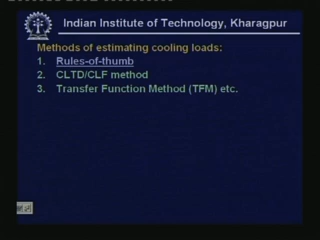 Indian Institute of Technology, Kharagpur
Methods of estimating cooling loads:
1. Rules-of-thumb
2. CLTD/CLF method
3. Transfer Function Method (TFM) etc.